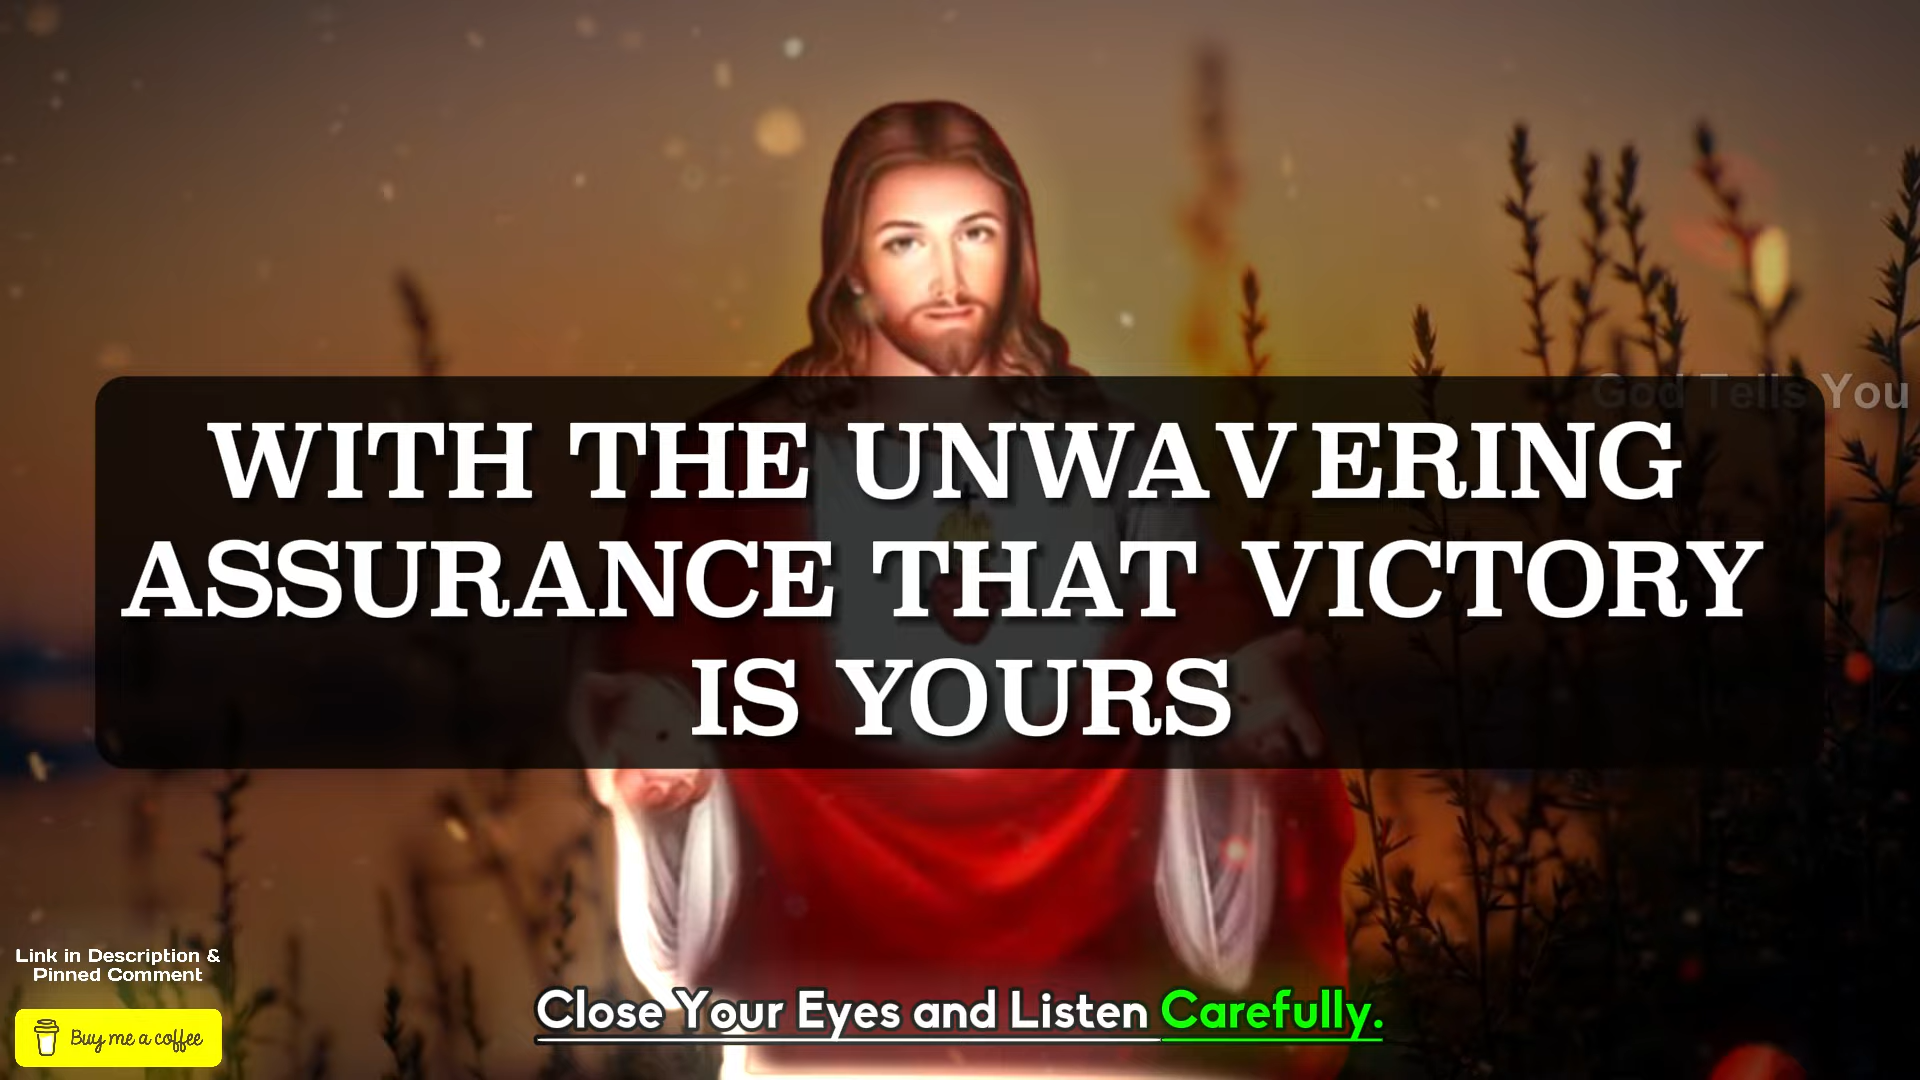 God Tells You
WITH THE UNWAVERING
ASSURANCE THAT VICTORY
IS YOURS
Link in Description &
Pinned Comment
Buy me a coffee
Close Your Eyes and Listen Carefully.